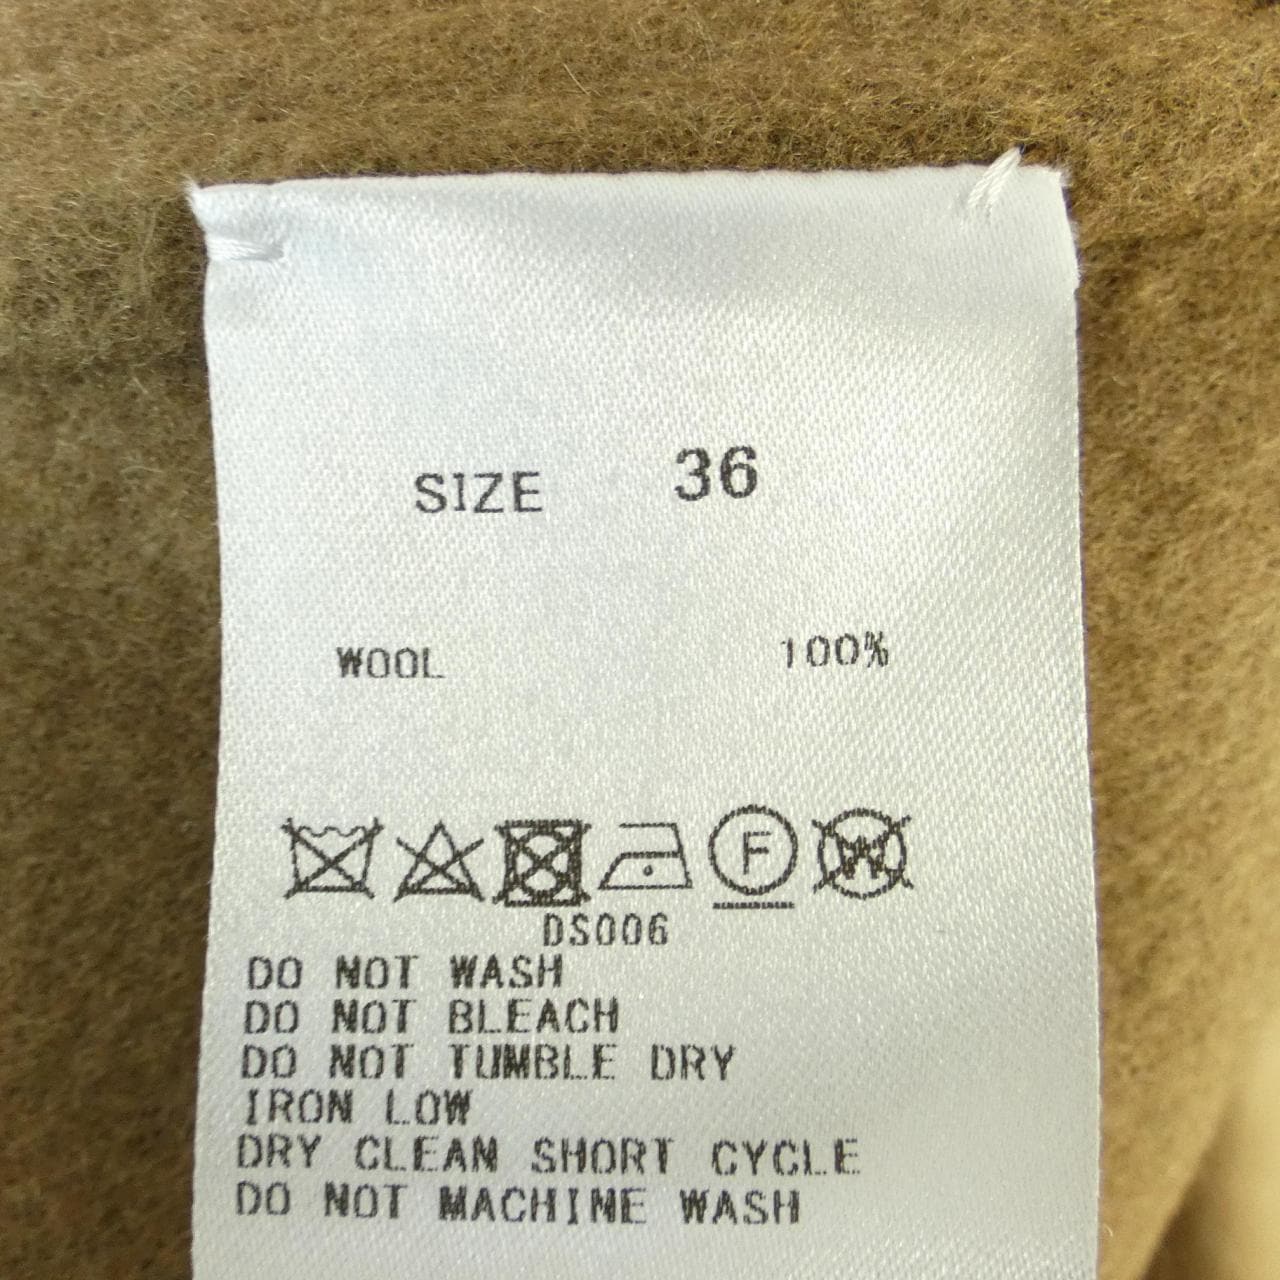 SIZE 36
WOOL 100%
F W
DS006
DO NOT WASH
DO NOT BLEACH
DO NOT TUMBLE DRY
IRON LOW
DRY CLEAN SHORT CYCLE
DO NOT MACHINE WASH